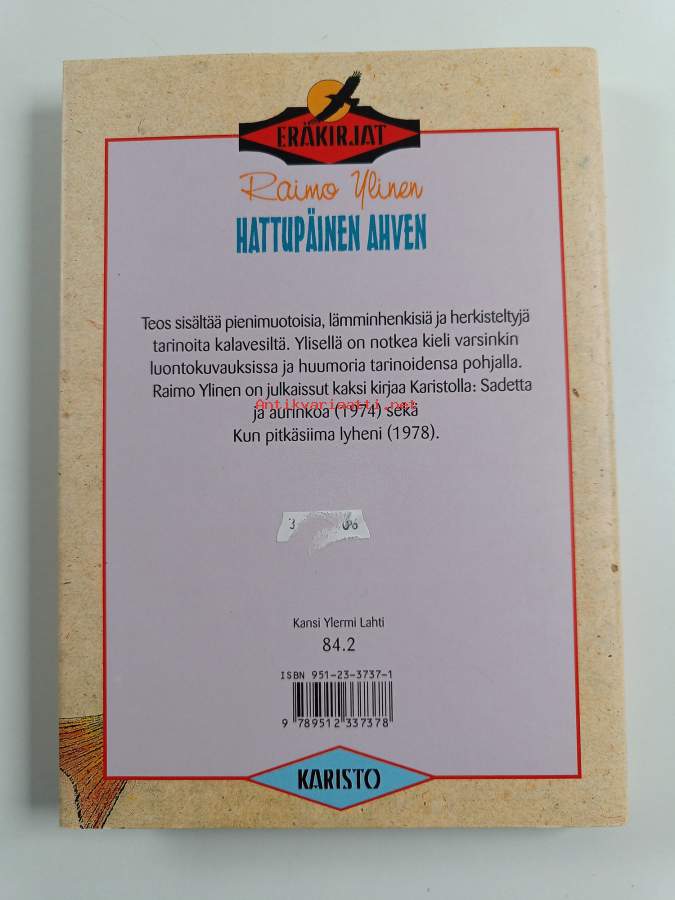 ERÄKIRJAT
Raimo Ylinen
HATTUPÄINEN AHVEN
Teos sisältää pienimuotoisia, lämminhenkisiä ja herkisteltyjä
tarinoita kalavesiltä. Ylisellä on notkea kieli varsinkin
luontokuvauksissa ja huumoria tarinoidensa pohjalla.
Raimo Ylinen on julkaissut kaksi kirjaa Karistolla: Sadetta
ja aurinkoa (1974) sekä
Antikvariaatti.net
Kun pitkäsiima lyheni (1978).
3
Kansi Ylermi Lahti
84.2
ISBN 951-23-3737-1
9 789512 337378
KARISTO